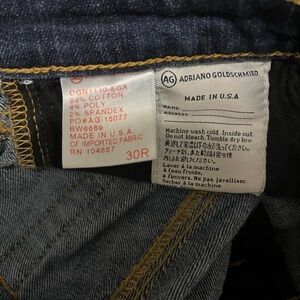 DGN1110-EGA
94% COTTON
4% POLY
2% SPANDEX
PO#AG-15077
BW6669
MADE IN U.S.A
OF IMPORTED FABRIC
RN 104857
30R
AG ADRIANO GOLDSCHMIED
MADE IN U.S.A
NAME
ADDRESS
Machine wash cold. Inside out.
Do not bleach. Tumble dry low.
Laver à la machine
à l'eau froide,
à l'envers. Ne pas javelliser.
Sécher à la machine